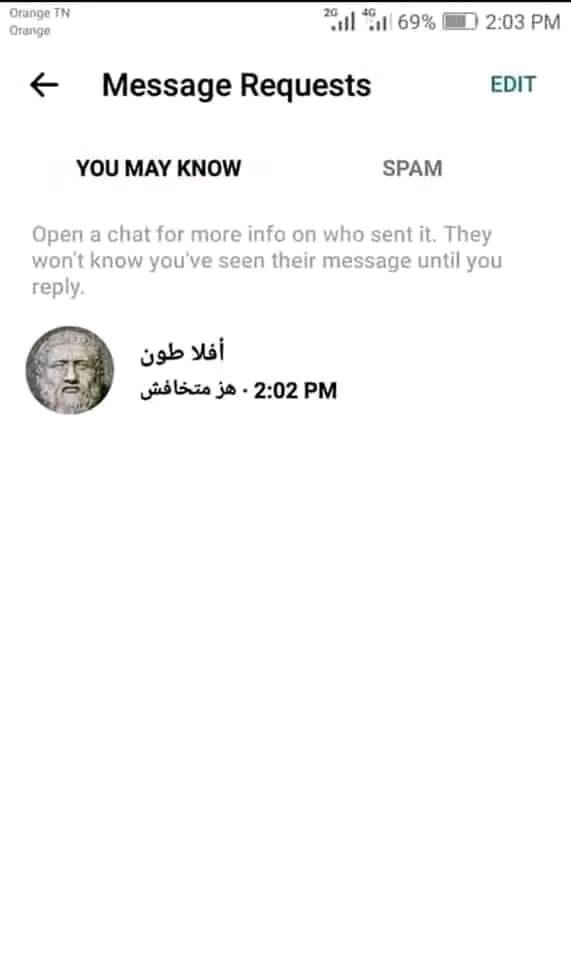 Orange TN
Orange
2G 4G 69% 2:03 PM
Message Requests
EDIT
YOU MAY KNOW
SPAM
Open a chat for more info on who sent it. They
won't know you've seen their message until you
reply.
أفلا طون
هز متخافش · 2:02 PM